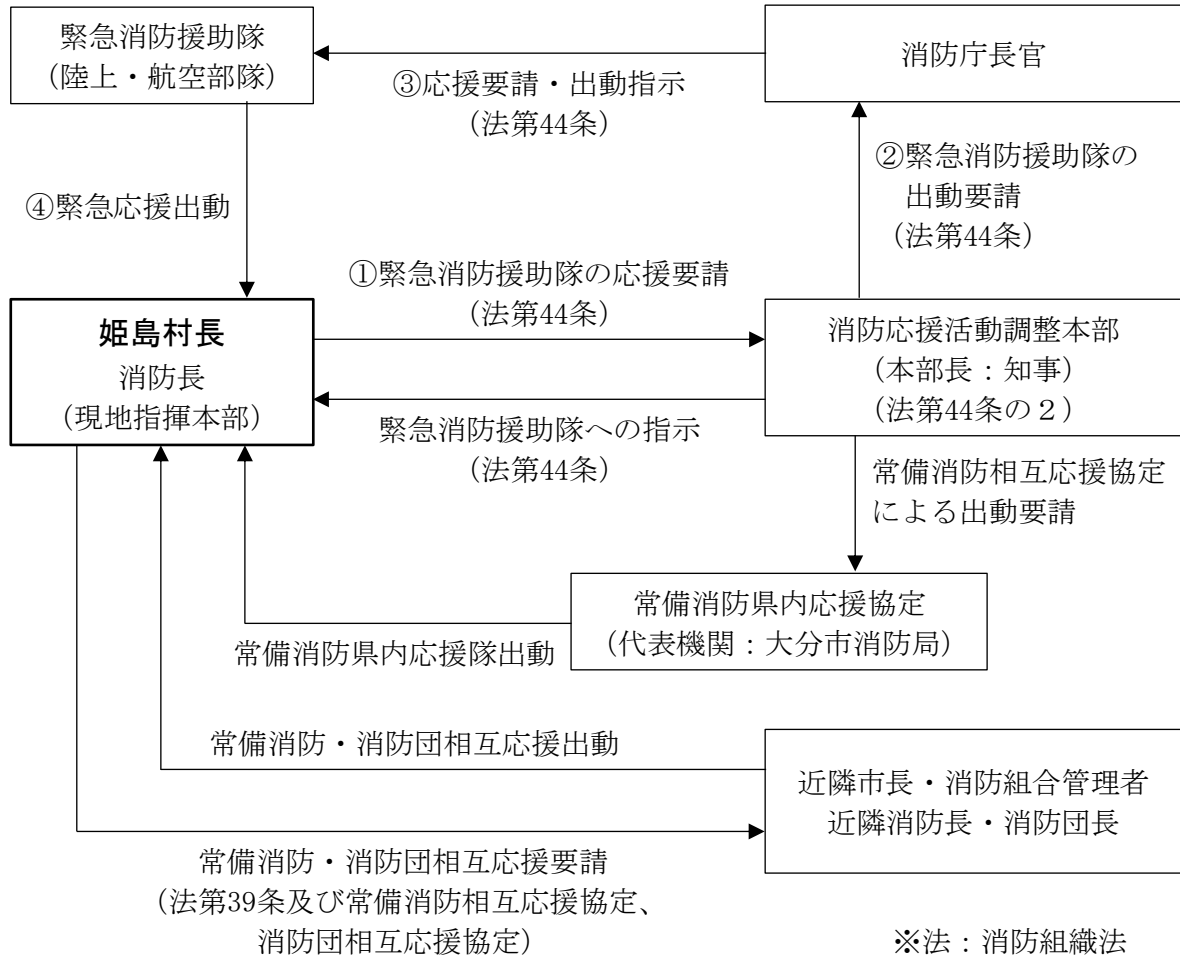 緊急消防援助隊
(陸上・航空部隊)
消防庁長官
③応援要請・出動指示
(法第44条)
②緊急消防援助隊の
出動要請
(法第44条)
④緊急応援出動
①緊急消防援助隊の応援要請
(法第44条)
姫島村長
消防長
(現地指揮本部)
消防応援活動調整本部
(本部長:知事)
(法第44条の2)
緊急消防援助隊への指示
(法第44条)
常備消防相互応援協定
による出動要請
常備消防県内応援協定
(代表機関:大分市消防局)
常備消防県内応援隊出動
常備消防・消防団相互応援出動
近隣市長・消防組合管理者
近隣消防長・消防団長
常備消防・消防団相互応援要請
(法第39条及び常備消防相互応援協定、
消防団相互応援協定)
※法:消防組織法